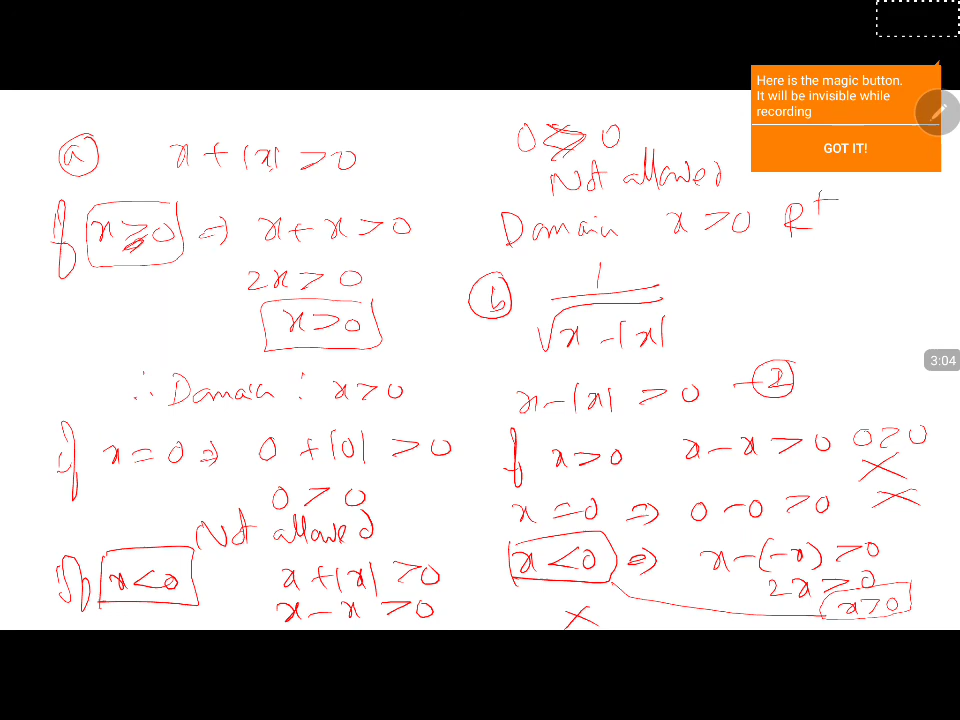 ⓐ x + |x| > 0
If x ≥ 0 ⇒ x + x > 0
2x > 0
x > 0
∴ Domain : x > 0
If x = 0 ⇒ 0 + |0| > 0
0 > 0
Not allowed
If x < 0 x + |x| > 0
x - x > 0
0 > 0
Not allowed
Domain x > 0 R⁺
ⓑ 1
√x - |x|
x - |x| > 0 - ②
If x > 0 x - x > 0 0 > 0
×
x = 0 ⇒ 0 - 0 > 0 ×
x < 0 ⇒ x - (-x) > 0
2x > 0
x > 0
×
Here is the magic button.
It will be invisible while
recording
GOT IT!
3:04